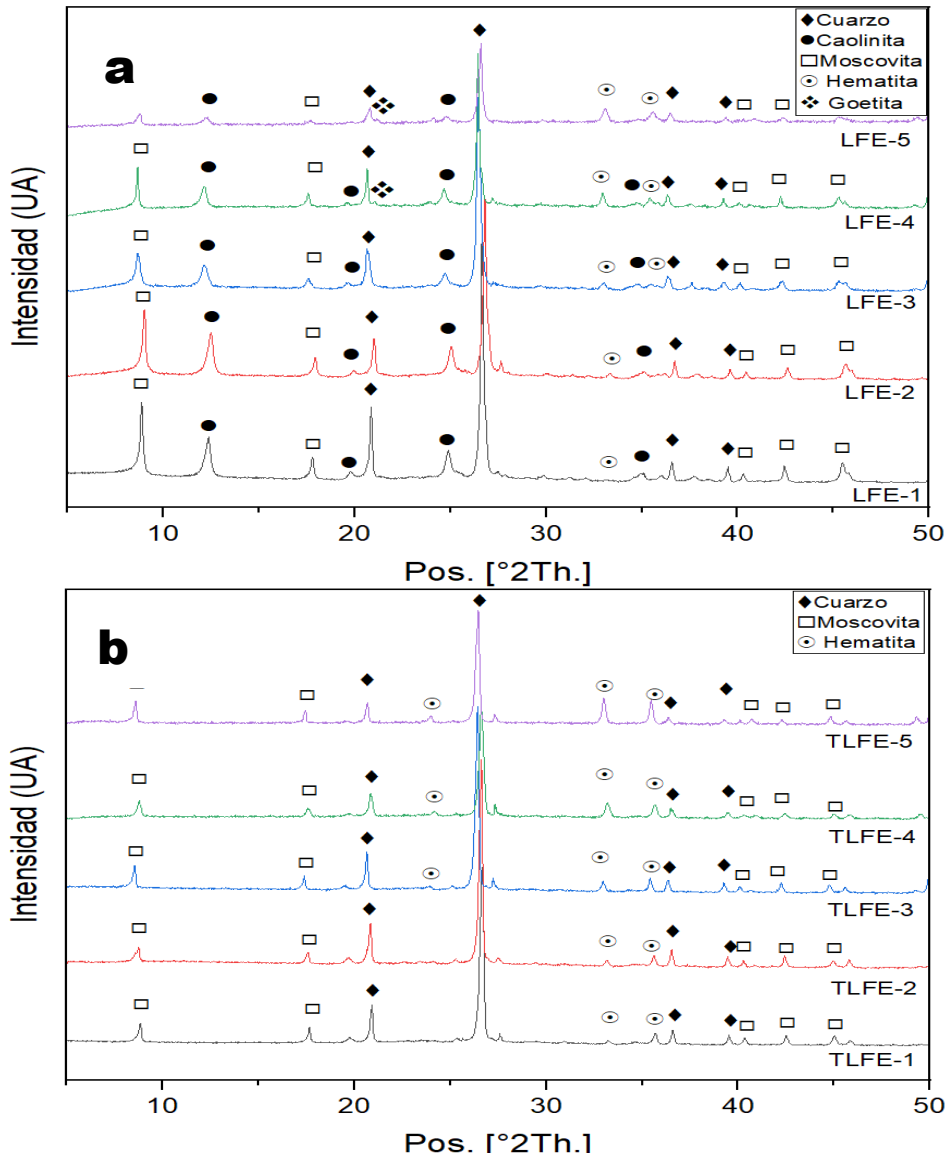 a
◆Cuarzo
●Caolinita
□Moscovita
☉ Hematita
❖ Goetita
Intensidad (UA)
LFE-5
LFE-4
LFE-3
LFE-2
LFE-1
10 20 30 40 50
Pos. [°2Th.]
b
◆Cuarzo
□Moscovita
☉ Hematita
Intensidad (UA)
TLFE-5
TLFE-4
TLFE-3
TLFE-2
TLFE-1
10 20 30 40 50
Pos. [°2Th.]